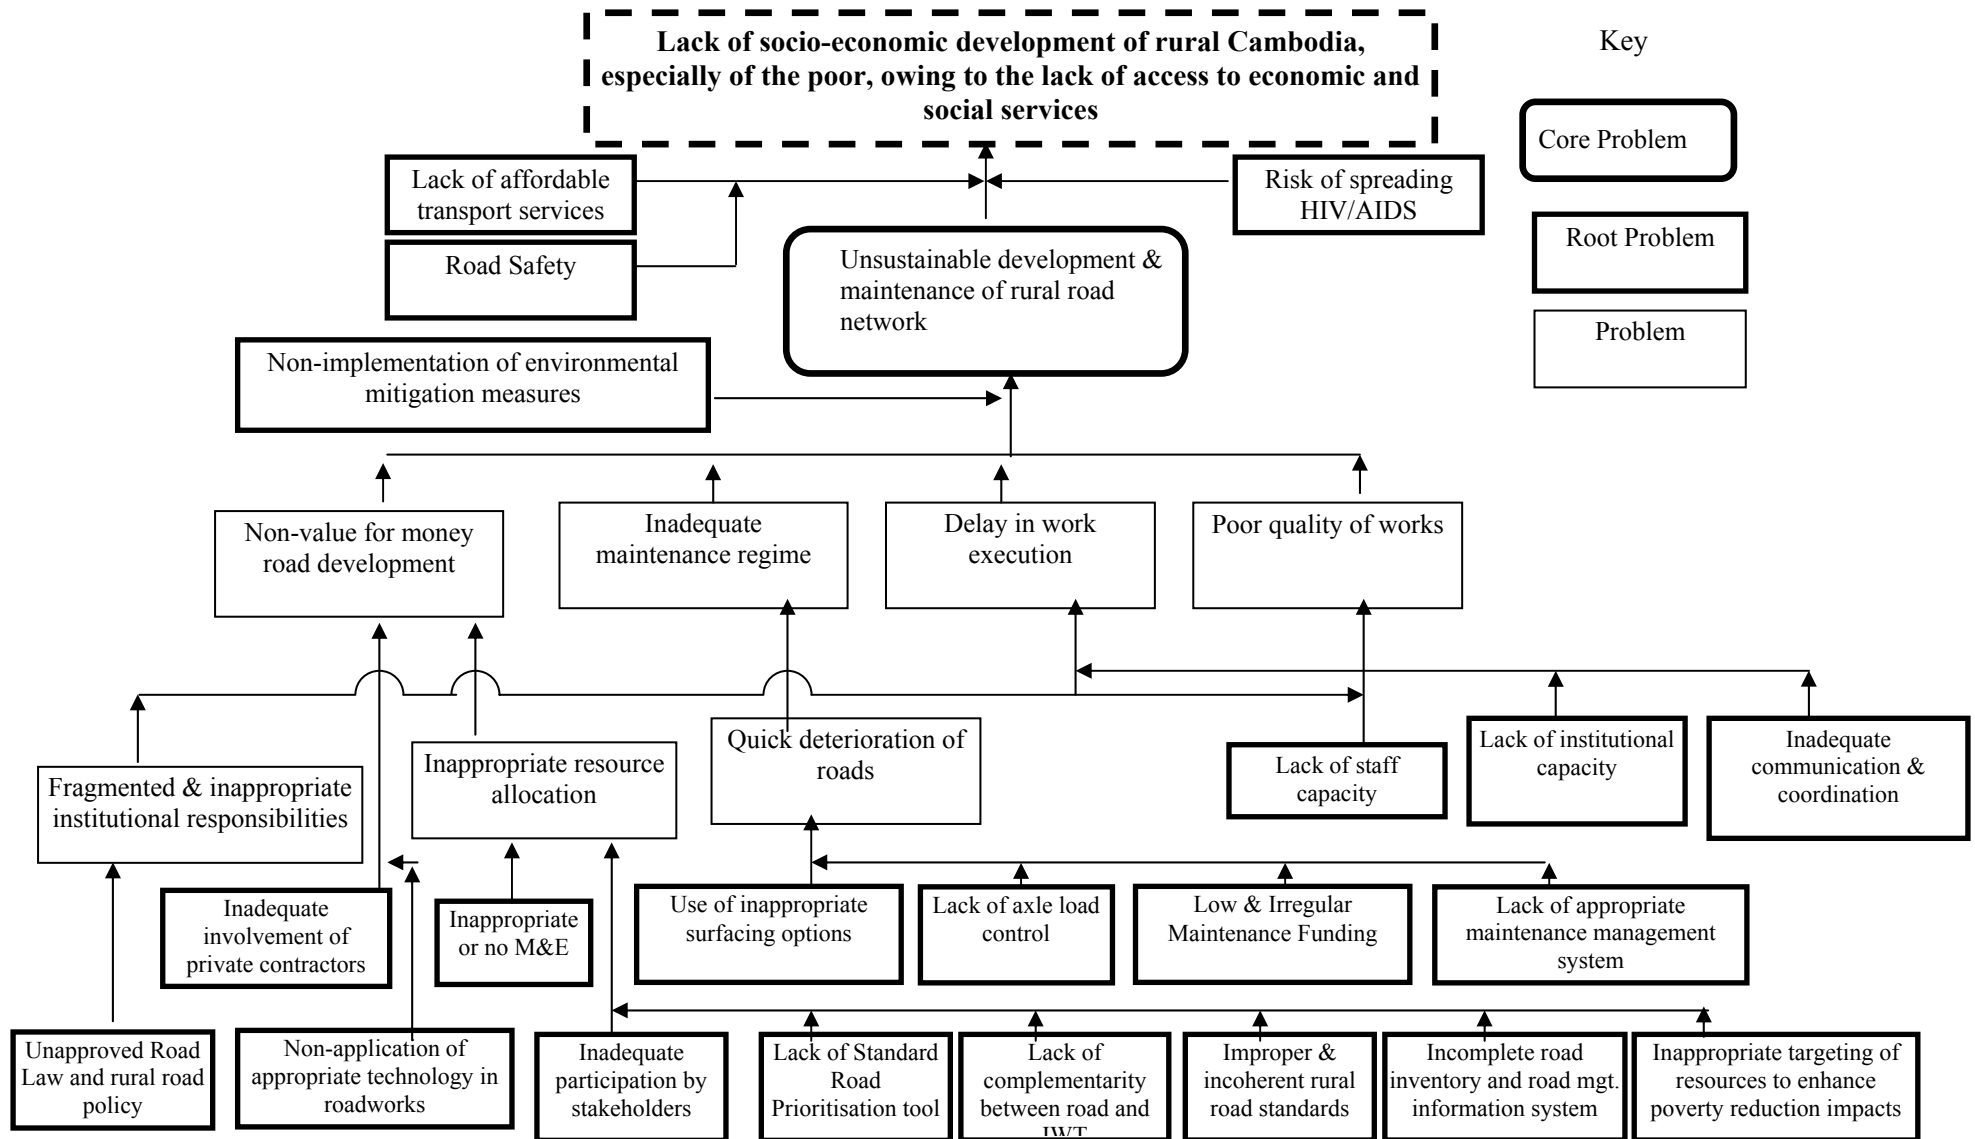 Lack of socio-economic development of rural Cambodia,
especially of the poor, owing to the lack of access to economic and
social services
Key
Core Problem
Root Problem
Problem
Lack of affordable
transport services
Risk of spreading
HIV/AIDS
Road Safety
Unsustainable development &
maintenance of rural road
network
Non-implementation of environmental
mitigation measures
Non-value for money
road development
Inadequate
maintenance regime
Delay in work
execution
Poor quality of works
Fragmented & inappropriate
institutional responsibilities
Inappropriate resource
allocation
Quick deterioration of
roads
Lack of staff
capacity
Lack of institutional
capacity
Inadequate
communication &
coordination
Inadequate
involvement of
private contractors
Inappropriate
or no M&E
Use of inappropriate
surfacing options
Lack of axle load
control
Low & Irregular
Maintenance Funding
Lack of appropriate
maintenance management
system
Unapproved Road
Law and rural road
policy
Non-application of
appropriate technology in
roadworks
Inadequate
participation by
stakeholders
Lack of Standard
Road
Prioritisation tool
Lack of
complementarity
between road and
IWT
Improper &
incoherent rural
road standards
Incomplete road
inventory and road mgt.
information system
Inappropriate targeting of
resources to enhance
poverty reduction impacts